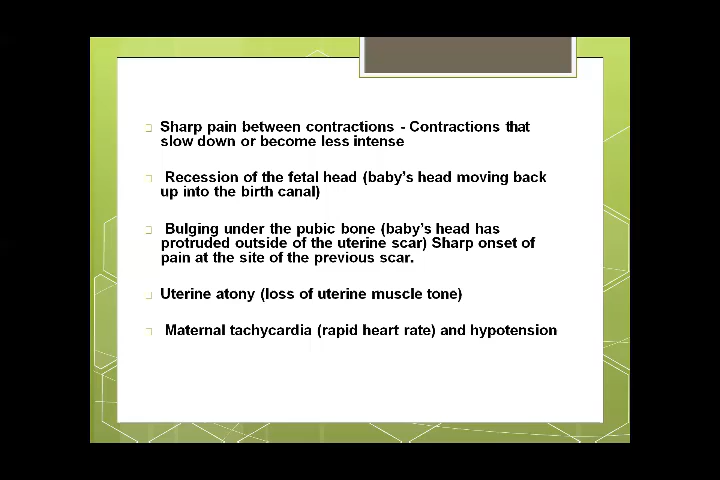 Sharp pain between contractions - Contractions that
slow down or become less intense
Recession of the fetal head (baby's head moving back
up into the birth canal)
Bulging under the pubic bone (baby's head has
protruded outside of the uterine scar) Sharp onset of
pain at the site of the previous scar.
Uterine atony (loss of uterine muscle tone)
Maternal tachycardia (rapid heart rate) and hypotension